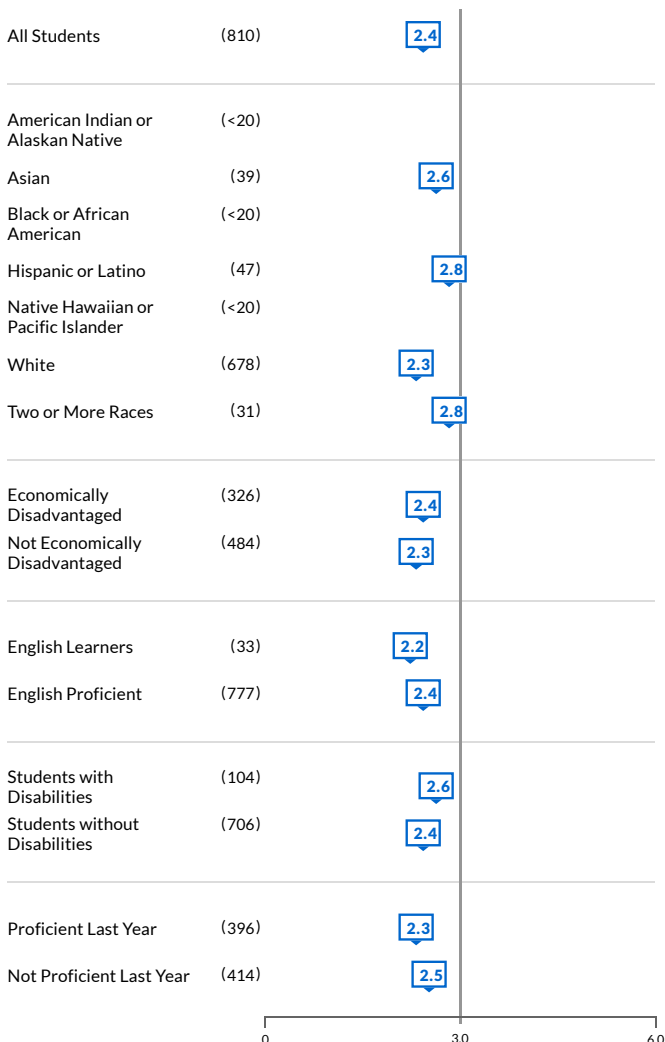 All Students (810) 2.4
American Indian or (<20)
Alaskan Native
Asian (39) 2.6
Black or African (<20)
American
Hispanic or Latino (47) 2.8
Native Hawaiian or (<20)
Pacific Islander
White (678) 2.3
Two or More Races (31) 2.8
Economically (326) 2.4
Disadvantaged
Not Economically (484) 2.3
Disadvantaged
English Learners (33) 2.2
English Proficient (777) 2.4
Students with (104) 2.6
Disabilities
Students without (706) 2.4
Disabilities
Proficient Last Year (396) 2.3
Not Proficient Last Year (414) 2.5
0 3.0 6.0